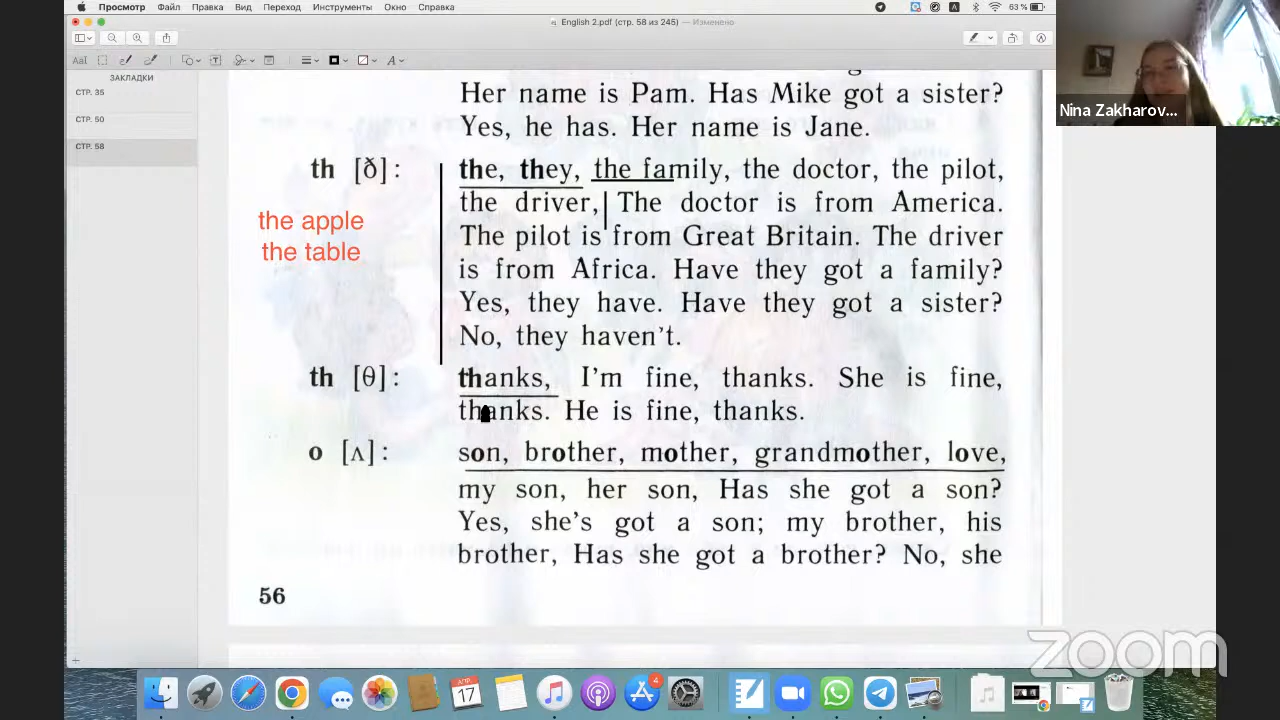 Просмотр Файл Правка Вид Переход Инструменты Окно Справка
A 63 %
English 2.pdf (стр. 58 из 245) — Изменено
ЗАКЛАДКИ
СТР. 35
СТР. 50
СТР. 58
Nina Zakharov...
Her name is Pam. Has Mike got a sister?
Yes, he has. Her name is Jane.
th [ð]: the, they, the family, the doctor, the pilot,
the driver, The doctor is from America.
the apple
the table
The pilot is from Great Britain. The driver
is from Africa. Have they got a family?
Yes, they have. Have they got a sister?
No, they haven't.
th [θ]: thanks, I'm fine, thanks. She is fine,
thanks. He is fine, thanks.
o [ʌ]: son, brother, mother, grandmother, love,
my son, her son, Has she got a son?
Yes, she's got a son; my brother, his
brother, Has she got a brother? No, she
56
zoom
APR.
17
4